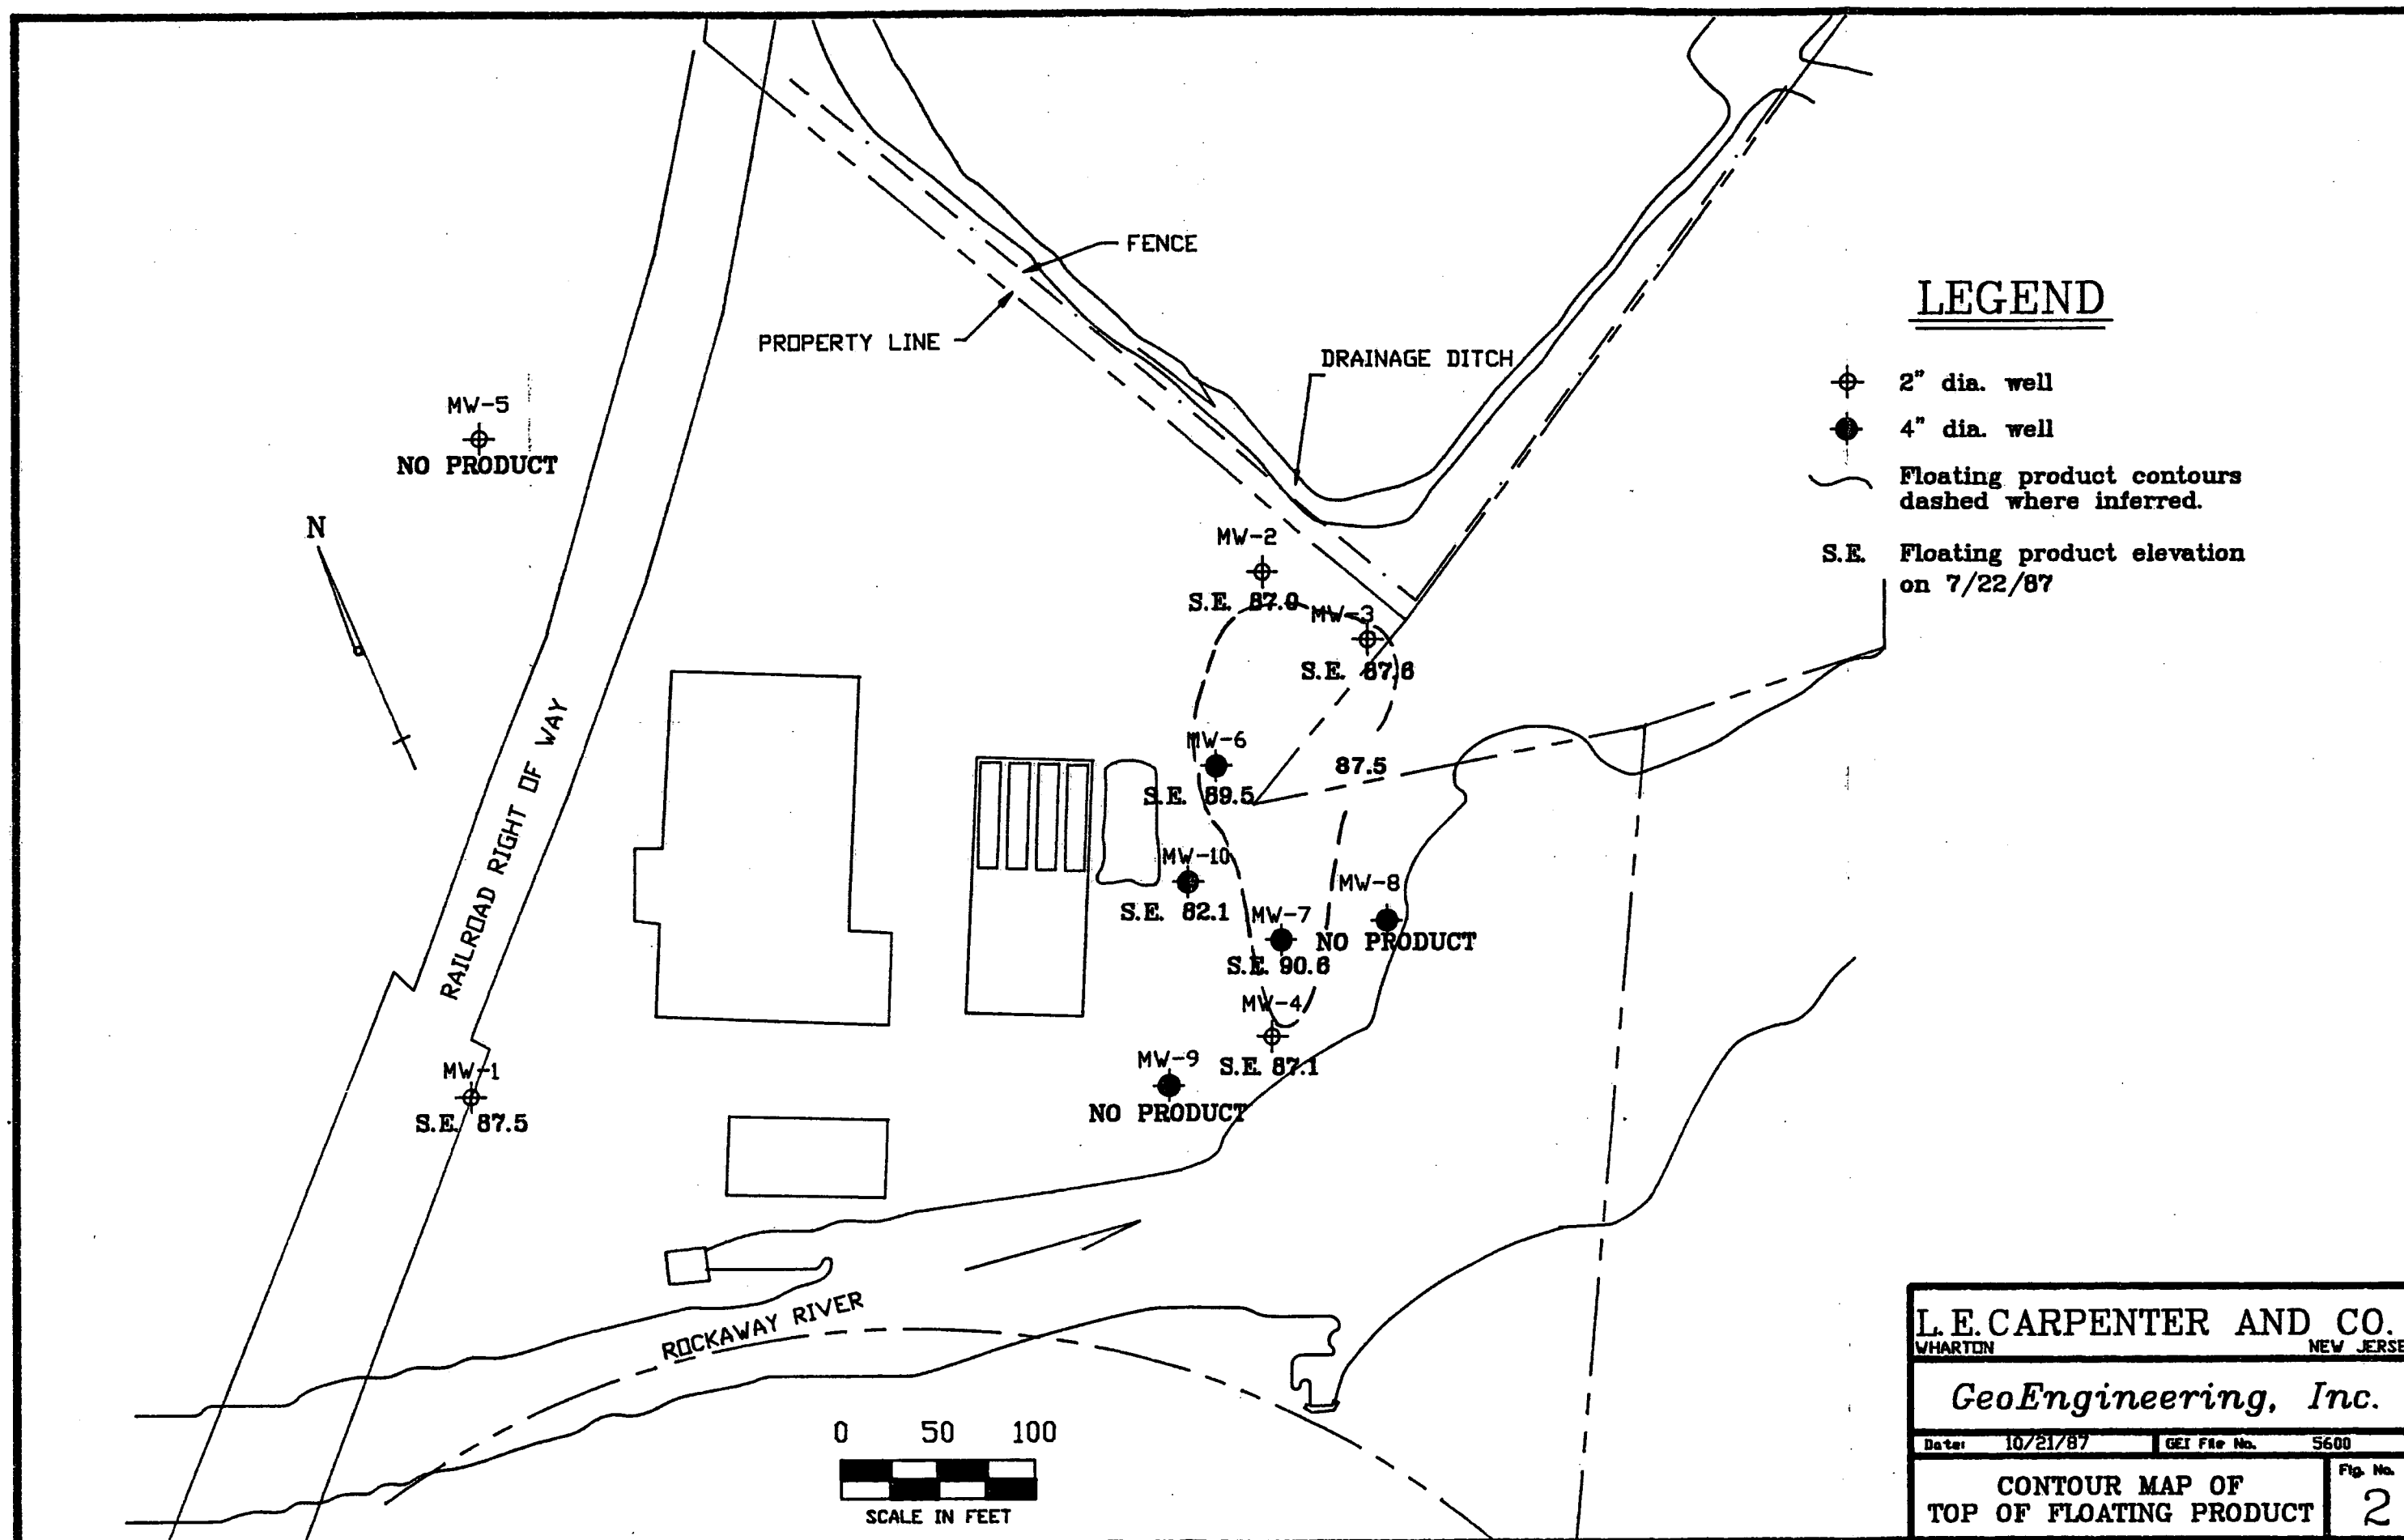 FENCE
PROPERTY LINE
DRAINAGE DITCH
LEGEND
2" dia. well
4" dia. well
Floating product contours
dashed where inferred.
S.E. Floating product elevation
on 7/22/87
MW-5
NO PRODUCT
N
MW-2
S.E. 87.0
MW-3
S.E. 87.6
RAILROAD RIGHT OF WAY
MW-6
S.E. 89.5
87.5
MW-10
S.E. 82.1
MW-8
NO PRODUCT
MW-7
S.E. 90.6
MW-4
S.E. 87.1
MW-9
NO PRODUCT
MW-1
S.E. 87.5
ROCKAWAY RIVER
0 50 100
SCALE IN FEET
L.E.CARPENTER AND CO.
WHARTON NEW JERSE
GeoEngineering, Inc.
Date: 10/21/87 GEI File No. 5600
CONTOUR MAP OF
TOP OF FLOATING PRODUCT
Fig. No.
2